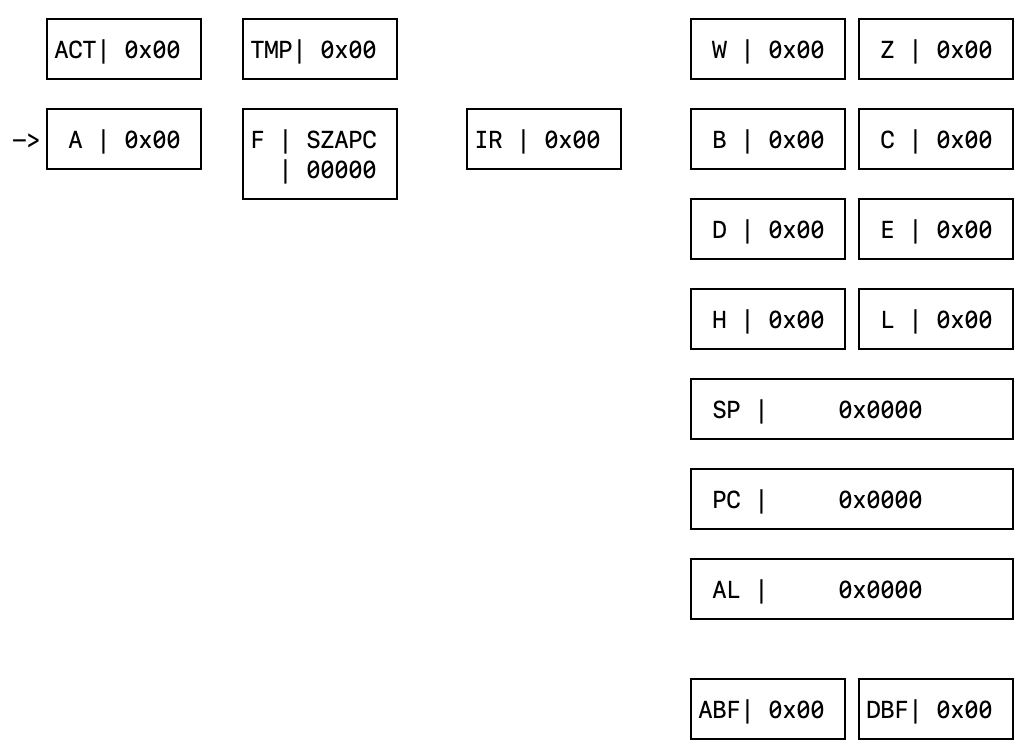 ACT| 0x00 TMP| 0x00 W | 0x00 Z | 0x00
—> A | 0x00 F | SZAPC IR | 0x00 B | 0x00 C | 0x00
| 00000
D | 0x00 E | 0x00
H | 0x00 L | 0x00
SP | 0x0000
PC | 0x0000
AL | 0x0000
ABF| 0x00 DBF| 0x00